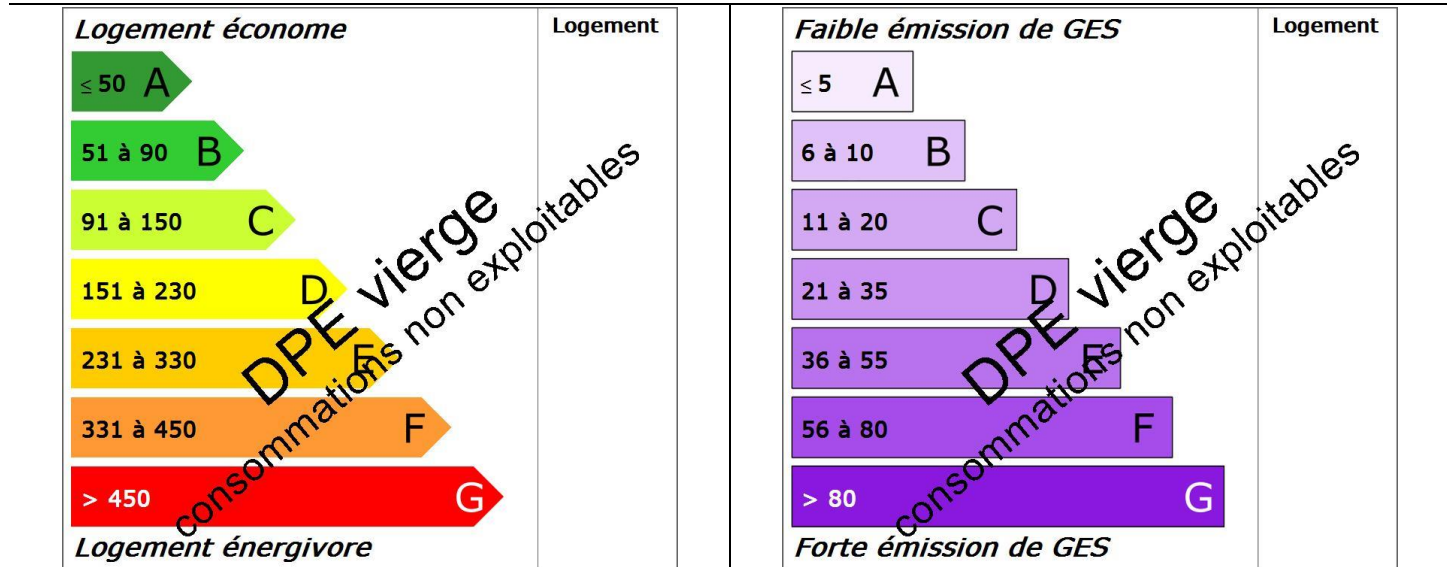 Logement économe
Logement
≤ 50 A
51 à 90 B
91 à 150 C
151 à 230 D
231 à 330 E
331 à 450 F
> 450 G
Logement énergivore
DPE vierge
consommations non exploitables
Faible émission de GES
Logement
≤ 5 A
6 à 10 B
11 à 20 C
21 à 35 D
36 à 55 E
56 à 80 F
> 80 G
Forte émission de GES
DPE vierge
consommations non exploitables